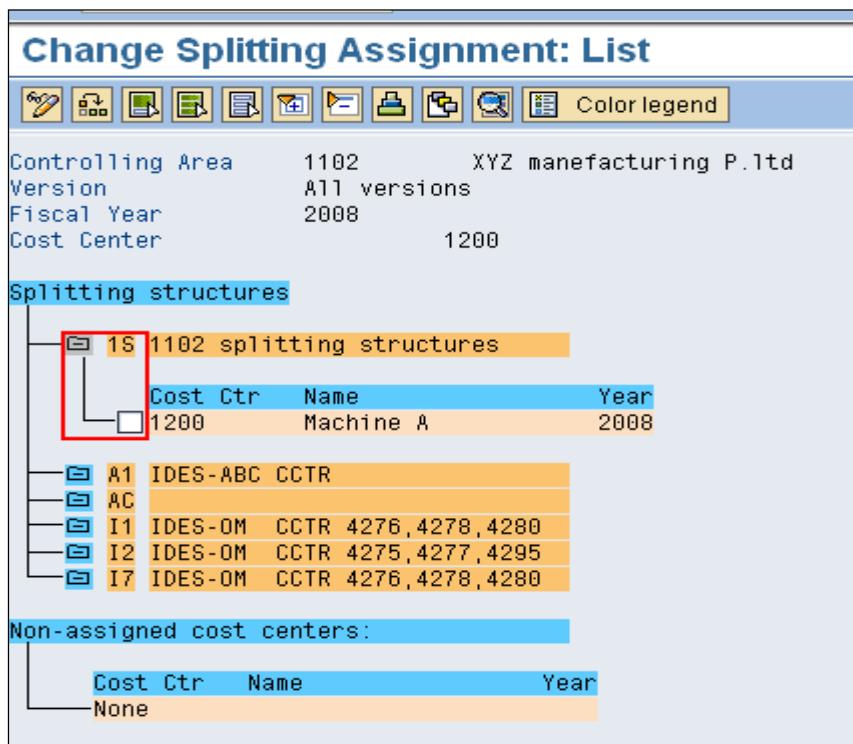 Change Splitting Assignment: List
Color legend
Controlling Area 1102 XYZ manefacturing P.ltd
Version All versions
Fiscal Year 2008
Cost Center 1200
Splitting structures
1S 1102 splitting structures
Cost Ctr Name Year
1200 Machine A 2008
A1 IDES-ABC CCTR
AC
I1 IDES-OM CCTR 4276,4278,4280
I2 IDES-OM CCTR 4275,4277,4295
I7 IDES-OM CCTR 4276,4278,4280
Non-assigned cost centers:
Cost Ctr Name Year
None